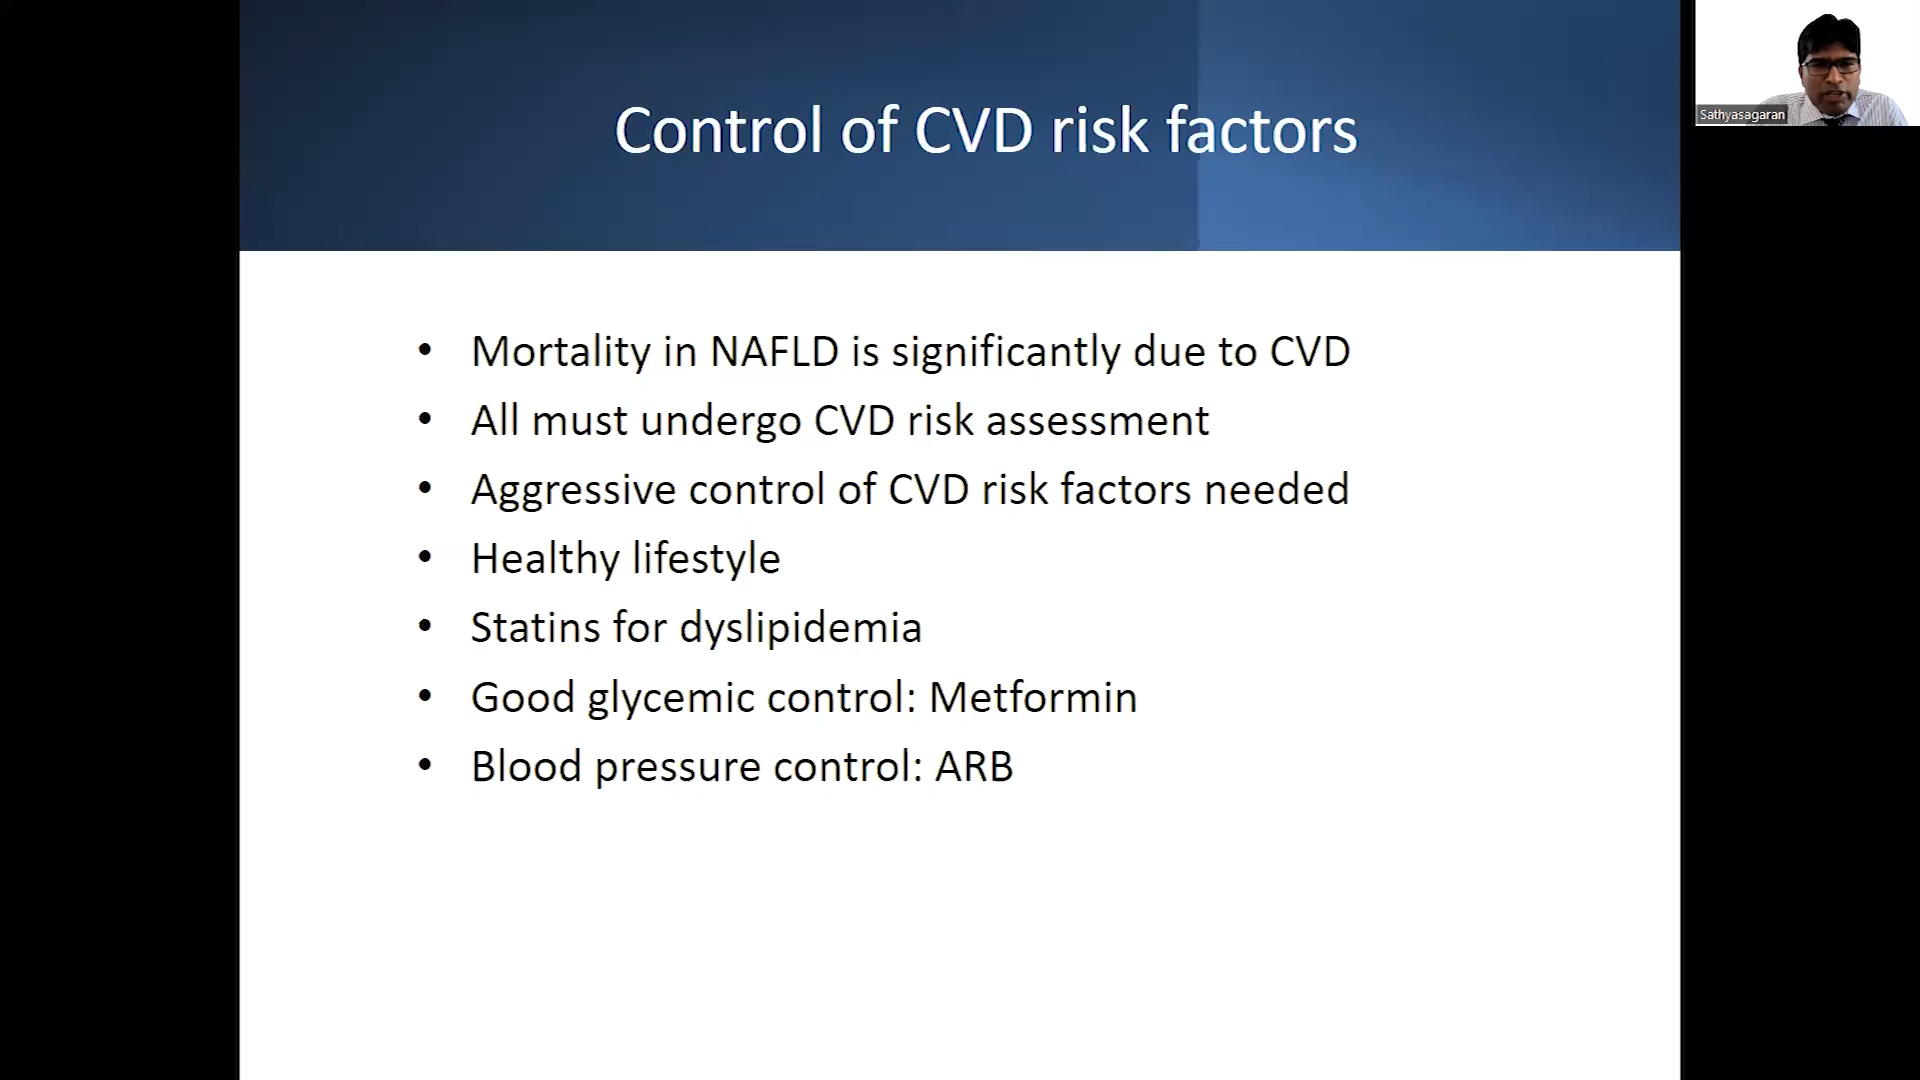 Control of CVD risk factors
Sathyasagaran
• Mortality in NAFLD is significantly due to CVD
• All must undergo CVD risk assessment
• Aggressive control of CVD risk factors needed
• Healthy lifestyle
• Statins for dyslipidemia
• Good glycemic control: Metformin
• Blood pressure control: ARB